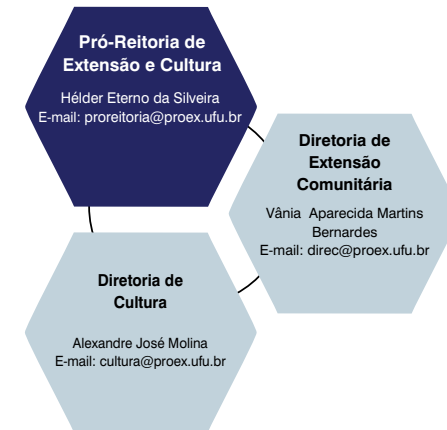 Pró-Reitoria de
Extensão e Cultura
Hélder Eterno da Silveira
E-mail: proreitoria@proex.ufu.br
Diretoria de
Extensão
Comunitária
Vânia Aparecida Martins
Bernardes
E-mail: direc@proex.ufu.br
Diretoria de
Cultura
Alexandre José Molina
E-mail: cultura@proex.ufu.br